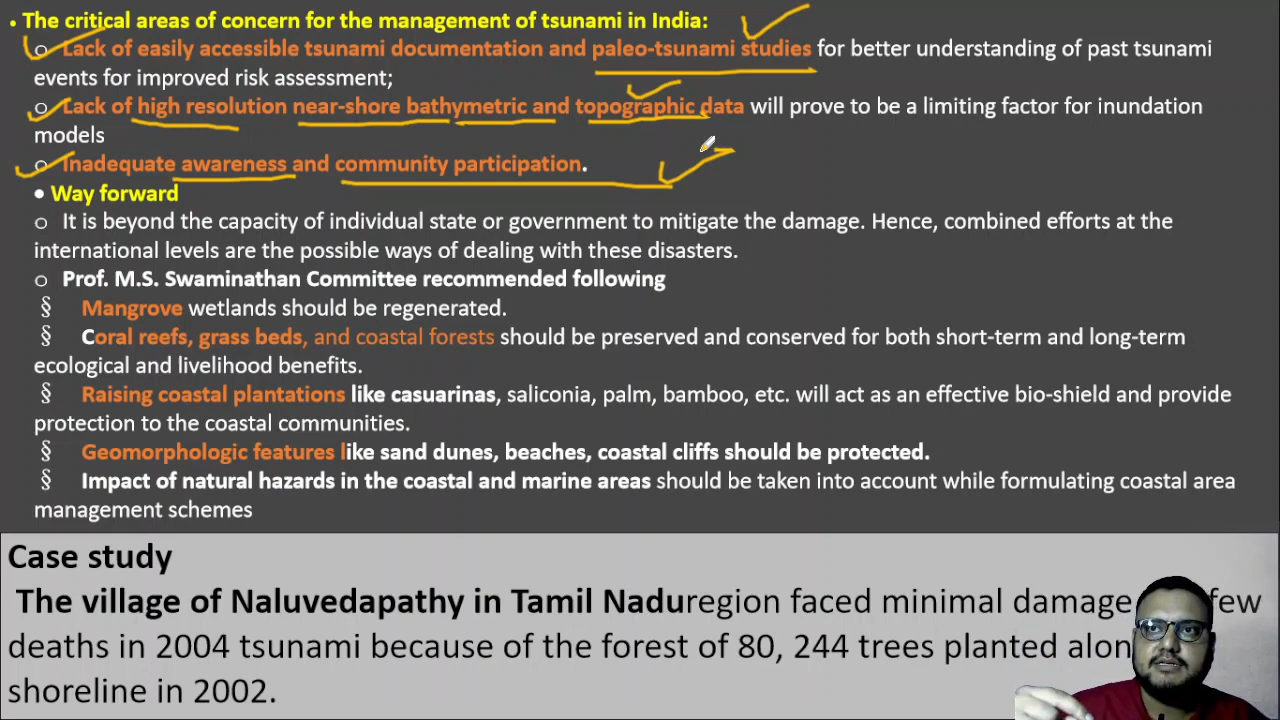 • The critical areas of concern for the management of tsunami in India:
o Lack of easily accessible tsunami documentation and paleo-tsunami studies for better understanding of past tsunami
events for improved risk assessment;
o Lack of high resolution near-shore bathymetric and topographic data will prove to be a limiting factor for inundation
models
o Inadequate awareness and community participation.
• Way forward
o It is beyond the capacity of individual state or government to mitigate the damage. Hence, combined efforts at the
international levels are the possible ways of dealing with these disasters.
o Prof. M.S. Swaminathan Committee recommended following
§ Mangrove wetlands should be regenerated.
§ Coral reefs, grass beds, and coastal forests should be preserved and conserved for both short-term and long-term
ecological and livelihood benefits.
§ Raising coastal plantations like casuarinas, saliconia, palm, bamboo, etc. will act as an effective bio-shield and provide
protection to the coastal communities.
§ Geomorphologic features like sand dunes, beaches, coastal cliffs should be protected.
§ Impact of natural hazards in the coastal and marine areas should be taken into account while formulating coastal area
management schemes
Case study
The village of Naluvedapathy in Tamil Naduregion faced minimal damage few
deaths in 2004 tsunami because of the forest of 80, 244 trees planted
shoreline in 2002.